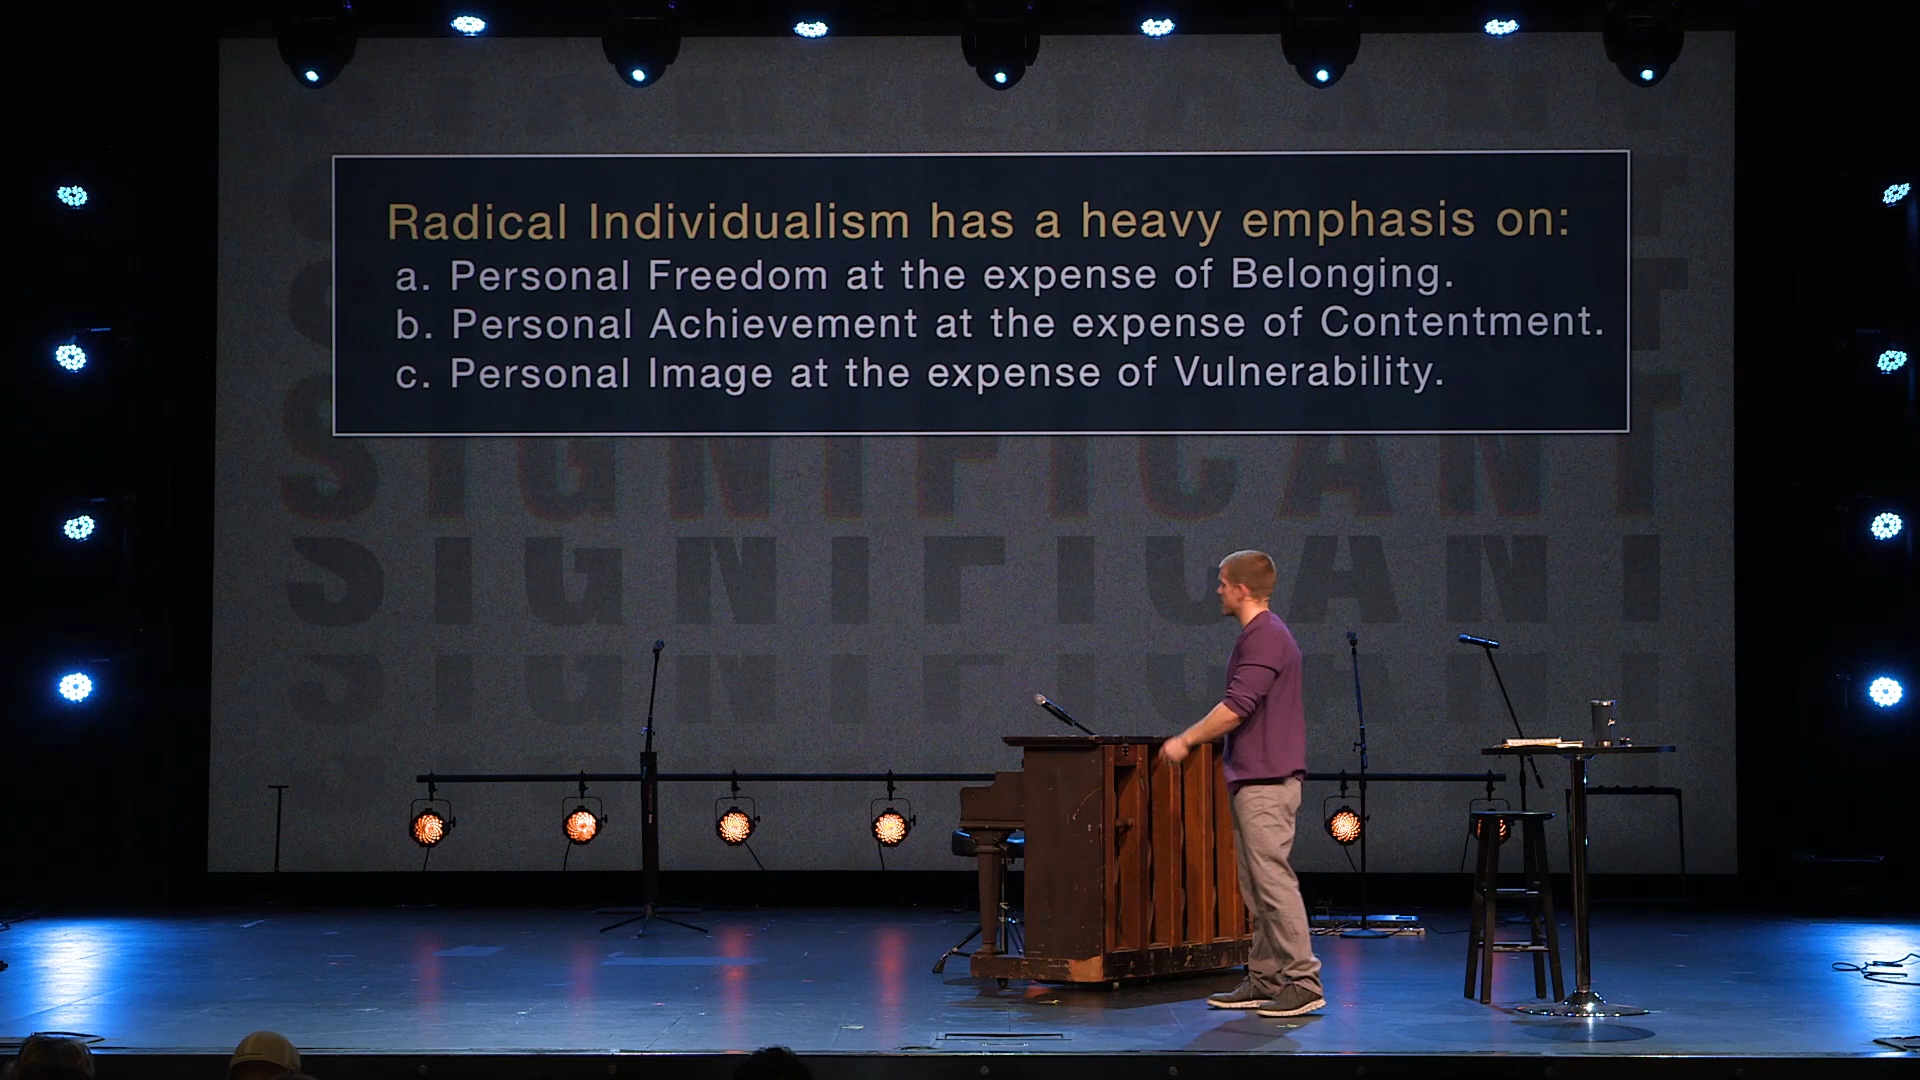 Radical Individualism has a heavy emphasis on:
a. Personal Freedom at the expense of Belonging.
b. Personal Achievement at the expense of Contentment.
c. Personal Image at the expense of Vulnerability.
SIGNIFICANT
SIGNIFICANT
SIGNIFICANT